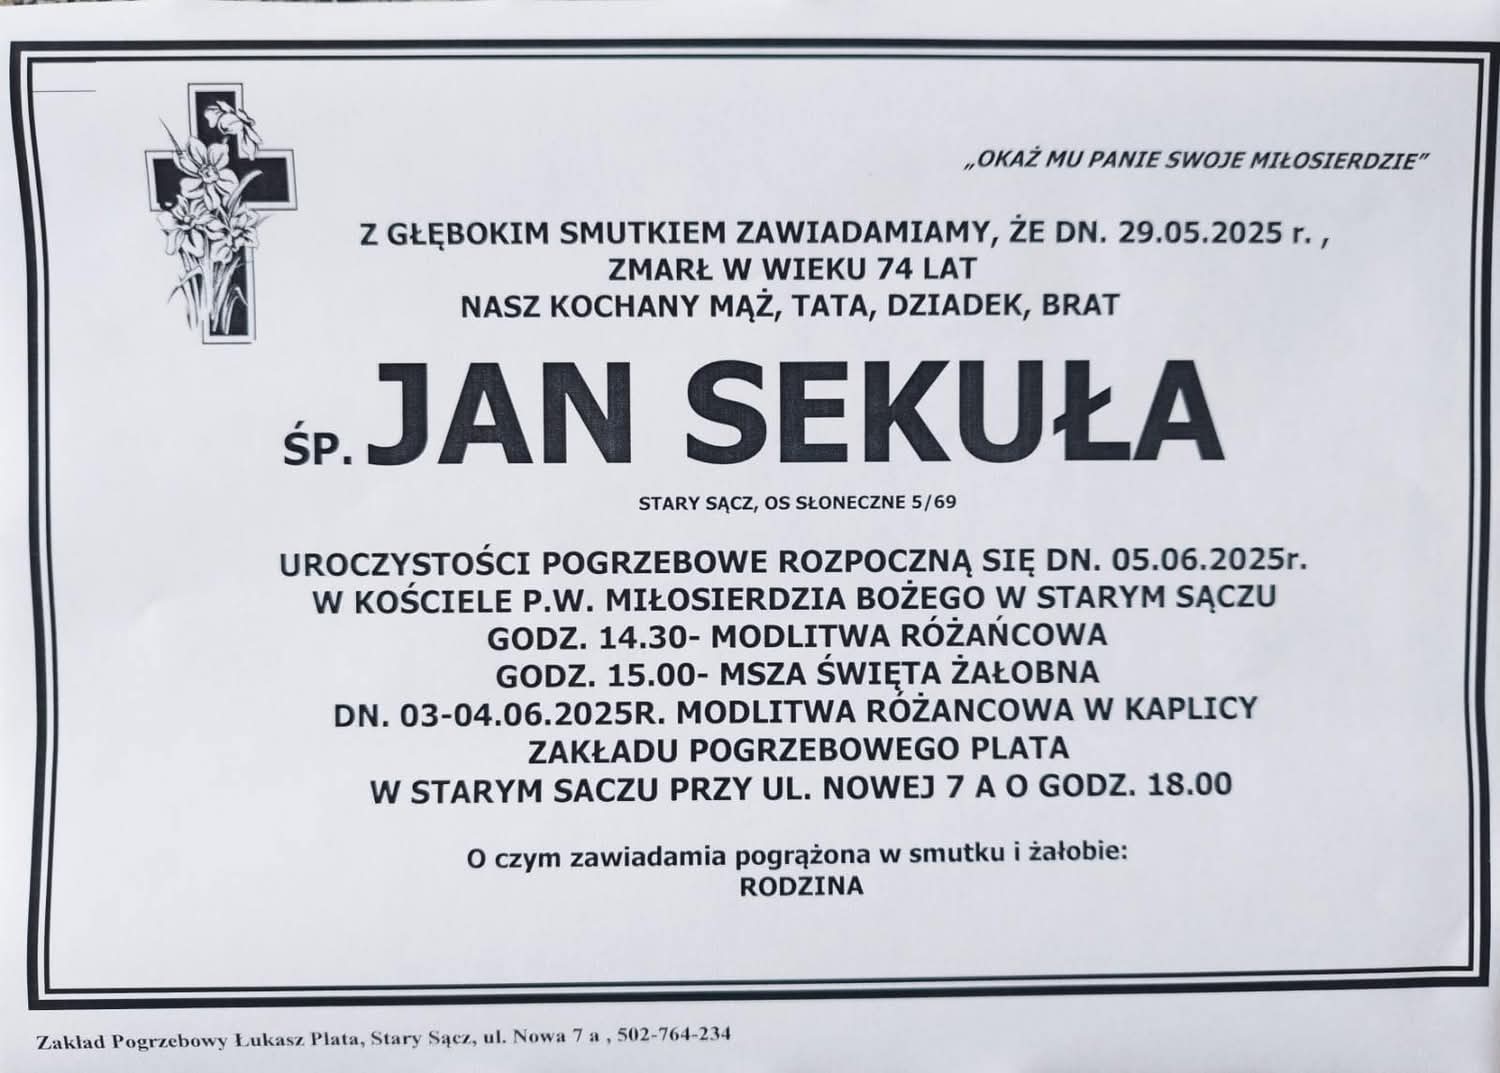 „OKAŻ MU PANIE SWOJE MIŁOSIERDZIE”
Z GŁĘBOKIM SMUTKIEM ZAWIADAMIAMY, ŻE DN. 29.05.2025 r. ,
ZMARŁ W WIEKU 74 LAT
NASZ KOCHANY MĄŻ, TATA, DZIADEK, BRAT
ŚP. JAN SEKUŁA
STARY SĄCZ, OS SŁONECZNE 5/69
UROCZYSTOŚCI POGRZEBOWE ROZPOCZNĄ SIĘ DN. 05.06.2025r.
W KOŚCIELE P.W. MIŁOSIERDZIA BOŻEGO W STARYM SĄCZU
GODZ. 14.30- MODLITWA RÓŻAŃCOWA
GODZ. 15.00- MSZA ŚWIĘTA ŻAŁOBNA
DN. 03-04.06.2025R. MODLITWA RÓŻANCOWA W KAPLICY
ZAKŁADU POGRZEBOWEGO PLATA
W STARYM SACZU PRZY UL. NOWEJ 7 A O GODZ. 18.00
O czym zawiadamia pogrążona w smutku i żałobie:
RODZINA
Zakład Pogrzebowy Łukasz Plata, Stary Sącz, ul. Nowa 7 a , 502-764-234